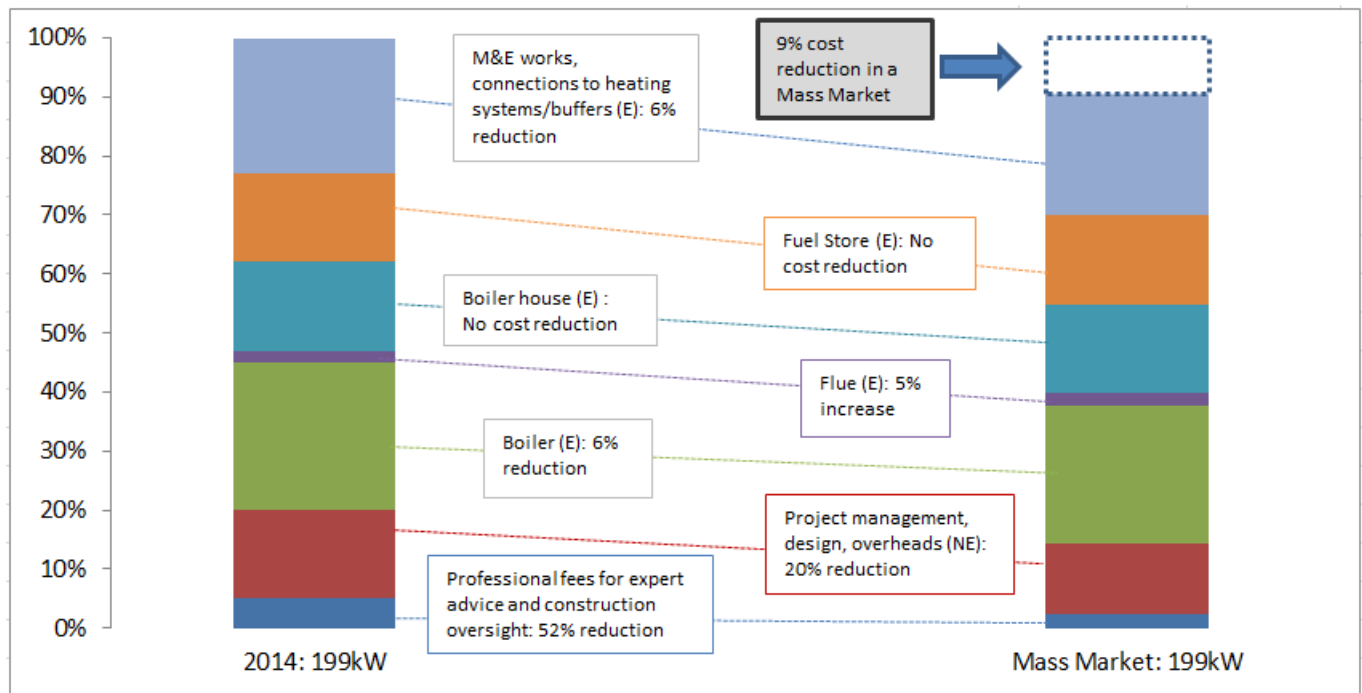 100%
90%
80%
70%
60%
50%
40%
30%
20%
10%
0%
M&E works,
connections to heating
systems/buffers (E): 6%
reduction
9% cost
reduction in a
Mass Market
Fuel Store (E): No
cost reduction
Boiler house (E) :
No cost reduction
Flue (E): 5%
increase
Boiler (E): 6%
reduction
Project management,
design, overheads (NE):
20% reduction
Professional fees for expert
advice and construction
oversight: 52% reduction
2014: 199kW
Mass Market: 199kW